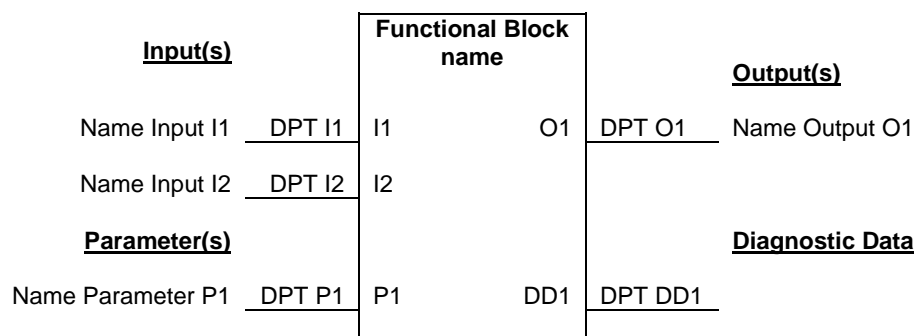 Functional Block
name
Input(s)
Output(s)
Name Input I1 DPT I1 I1 O1 DPT O1 Name Output O1
Name Input I2 DPT I2 I2
Parameter(s) Diagnostic Data
Name Parameter P1 DPT P1 P1 DD1 DPT DD1